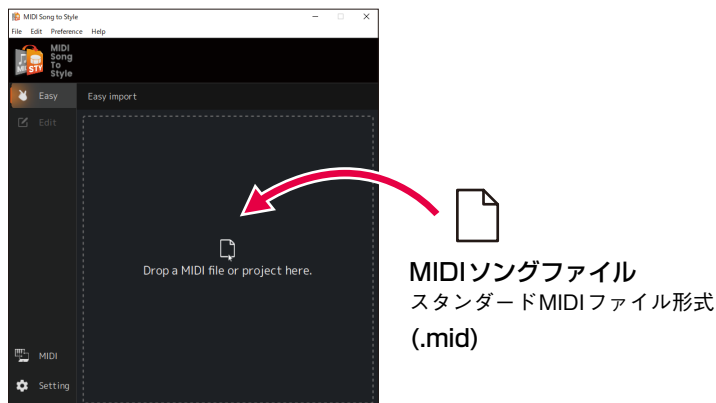 MIDI Song to Style
File Edit Preference Help
MIDI
Song
To
Style
STY
Easy
Easy import
Edit
Drop a MIDI file or project here.
MIDI
Setting
MIDIソングファイル
スタンダードMIDIファイル形式
(.mid)